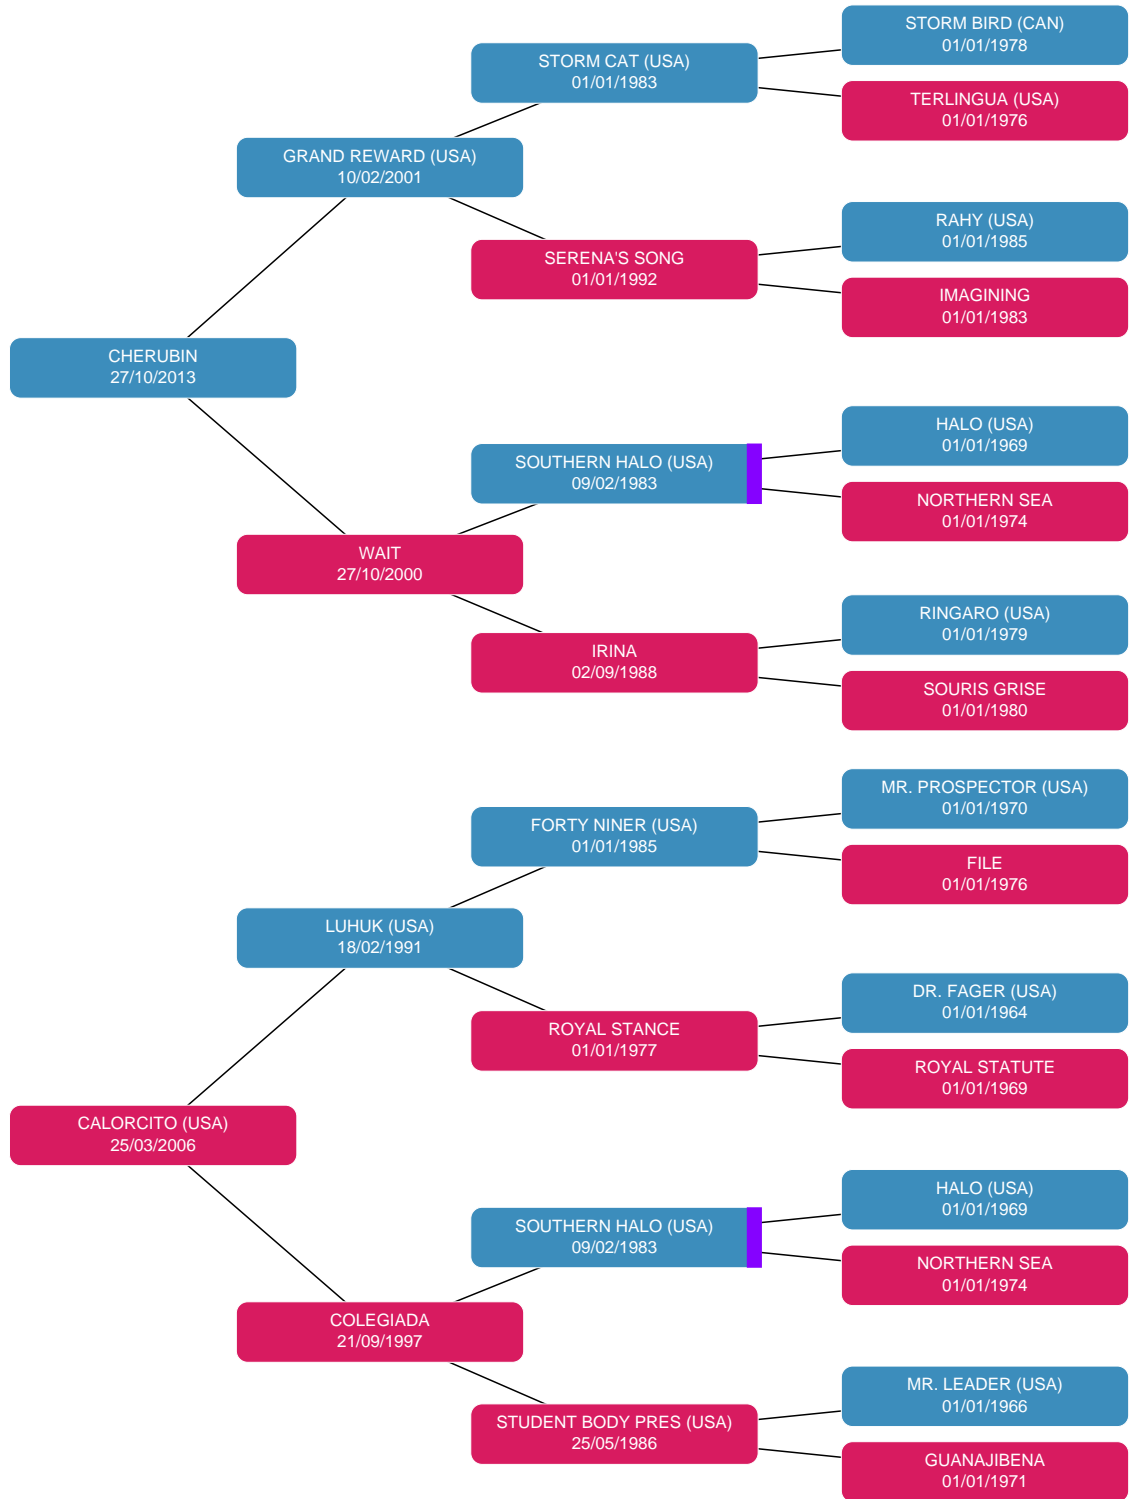 STORM BIRD (CAN)
01/01/1978
STORM CAT (USA)
01/01/1983
TERLINGUA (USA)
01/01/1976
GRAND REWARD (USA)
10/02/2001
RAHY (USA)
01/01/1985
SERENA'S SONG
01/01/1992
IMAGINING
01/01/1983
CHERUBIN
27/10/2013
HALO (USA)
01/01/1969
SOUTHERN HALO (USA)
09/02/1983
NORTHERN SEA
01/01/1974
WAIT
27/10/2000
RINGARO (USA)
01/01/1979
IRINA
02/09/1988
SOURIS GRISE
01/01/1980
MR. PROSPECTOR (USA)
01/01/1970
FORTY NINER (USA)
01/01/1985
FILE
01/01/1976
LUHUK (USA)
18/02/1991
DR. FAGER (USA)
01/01/1964
ROYAL STANCE
01/01/1977
ROYAL STATUTE
01/01/1969
CALORCITO (USA)
25/03/2006
HALO (USA)
01/01/1969
SOUTHERN HALO (USA)
09/02/1983
NORTHERN SEA
01/01/1974
COLEGIADA
21/09/1997
MR. LEADER (USA)
01/01/1966
STUDENT BODY PRES (USA)
25/05/1986
GUANAJIBENA
01/01/1971